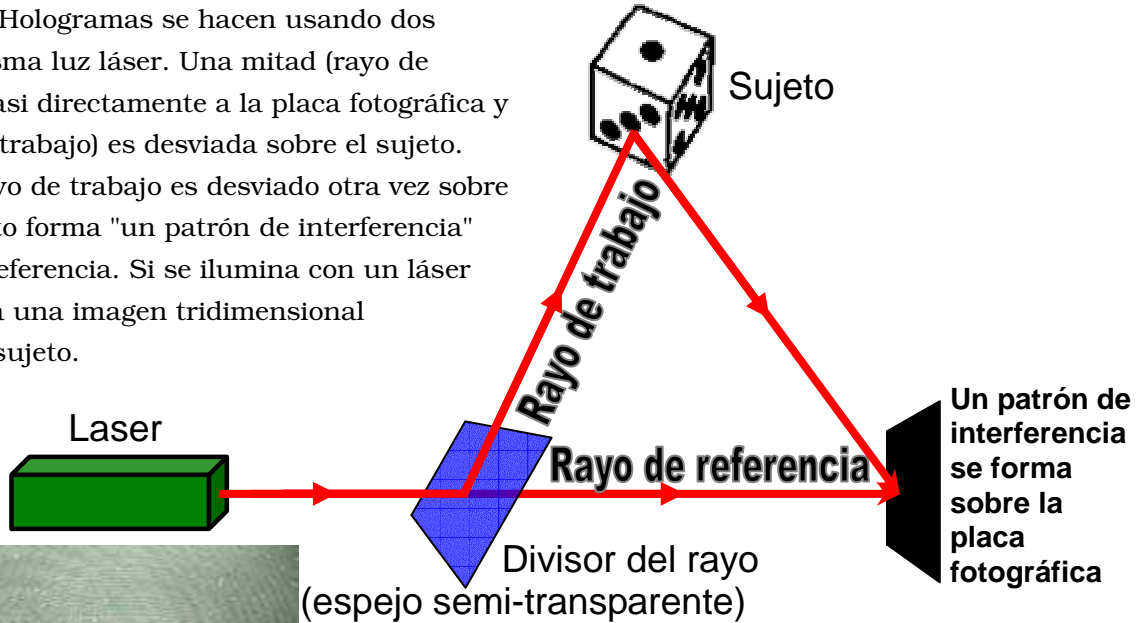 Hologramas se hacen usando dos
sma luz láser. Una mitad (rayo de
asi directamente a la placa fotográfica y
trabajo) es desviada sobre el sujeto.
yo de trabajo es desviado otra vez sobre
to forma "un patrón de interferencia"
eferencia. Si se ilumina con un láser
a una imagen tridimensional
sujeto.
Sujeto
Rayo de trabajo
Laser
Rayo de referencia
Un patrón de
interferencia
se forma
sobre la
placa
fotográfica
Divisor del rayo
(espejo semi-transparente)